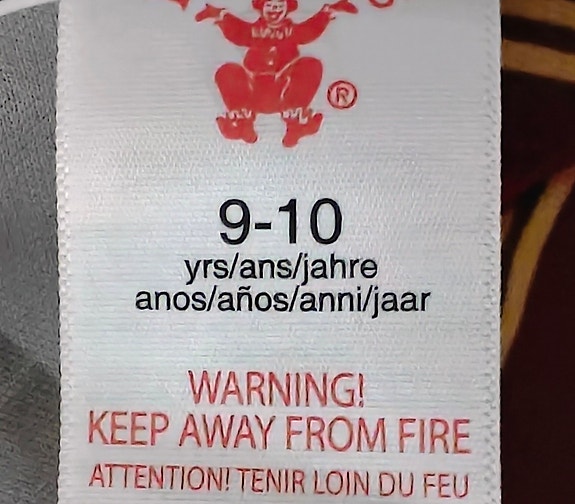 ®
9-10
yrs/ans/jahre
anos/años/anni/jaar
WARNING!
KEEP AWAY FROM FIRE
ATTENTION! TENIR LOIN DU FEU